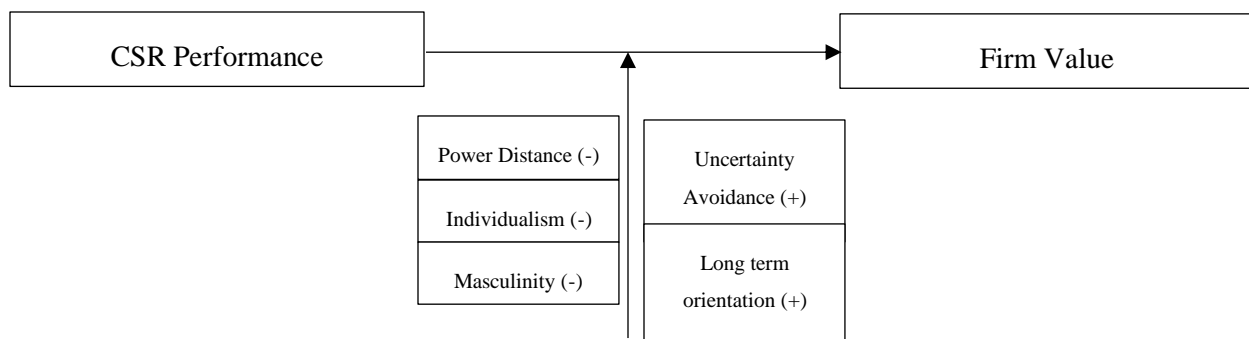 CSR Performance
Firm Value
Power Distance (-)
Individualism (-)
Masculinity (-)
Uncertainty
Avoidance (+)
Long term
orientation (+)